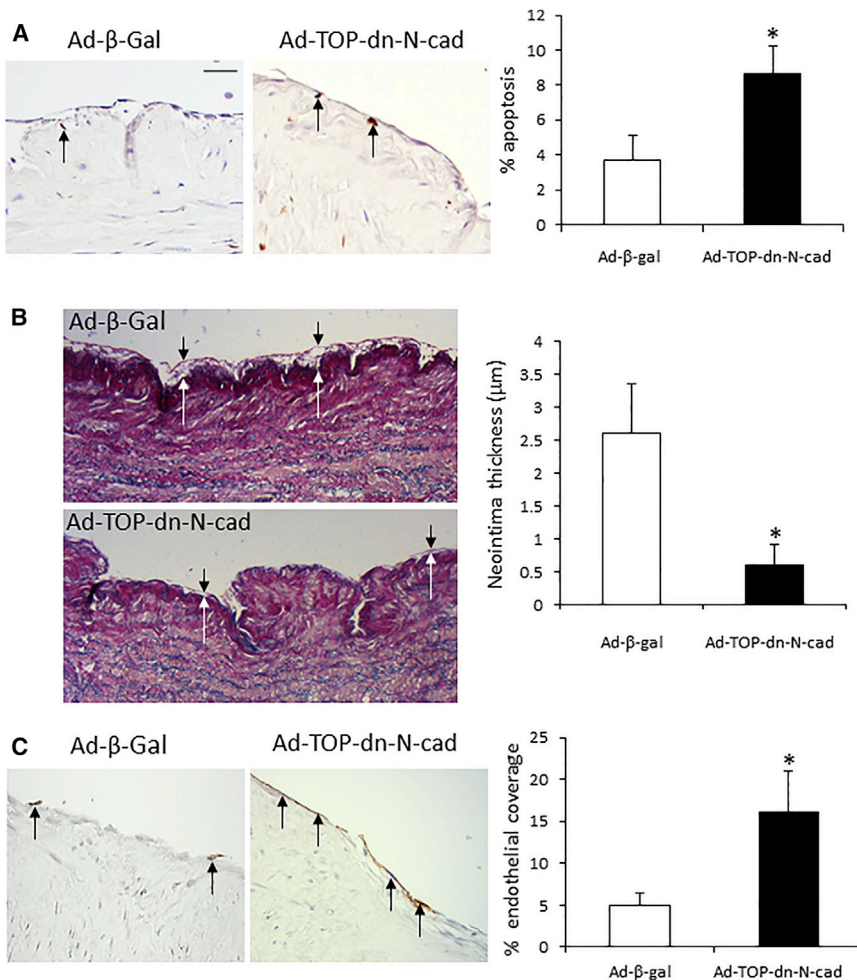 A
Ad-β-Gal
Ad-TOP-dn-N-cad
% apoptosis
12
10
8
6
4
2
0
*
Ad-β-gal
Ad-TOP-dn-N-cad
B
Ad-β-Gal
Ad-TOP-dn-N-cad
Neointima thickness (μm)
4
3.5
3
2.5
2
1.5
1
0.5
0
*
Ad-β-gal
Ad-TOP-dn-N-cad
C
Ad-β-Gal
Ad-TOP-dn-N-cad
% endothelial coverage
25
20
15
10
5
0
*
Ad-β-gal
Ad-TOP-dn-N-cad